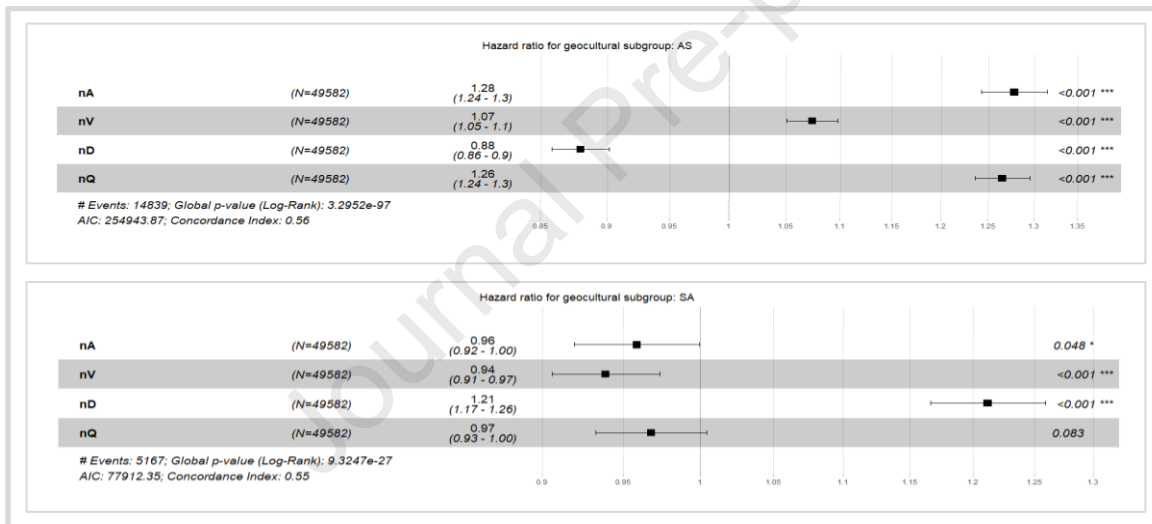 Hazard ratio for geocultural subgroup: AS
nA (N=49582) 1.28 (1.24 - 1.3) <0.001 ***
nV (N=49582) 1.07 (1.05 - 1.1) <0.001 ***
nD (N=49582) 0.88 (0.86 - 0.9) <0.001 ***
nQ (N=49582) 1.26 (1.24 - 1.3) <0.001 ***
# Events: 14839; Global p-value (Log-Rank): 3.2952e-97
AIC: 254943.87; Concordance Index: 0.56
0.85 0.9 0.95 1 1.05 1.1 1.15 1.2 1.25 1.3 1.35
Hazard ratio for geocultural subgroup: SA
nA (N=49582) 0.96 (0.92 - 1.00) 0.048 *
nV (N=49582) 0.94 (0.91 - 0.97) <0.001 ***
nD (N=49582) 1.21 (1.17 - 1.26) <0.001 ***
nQ (N=49582) 0.97 (0.93 - 1.00) 0.083
# Events: 5167; Global p-value (Log-Rank): 9.3247e-27
AIC: 77912.35; Concordance Index: 0.55
0.9 0.95 1 1.05 1.1 1.15 1.2 1.25 1.3
Journal Pre-p